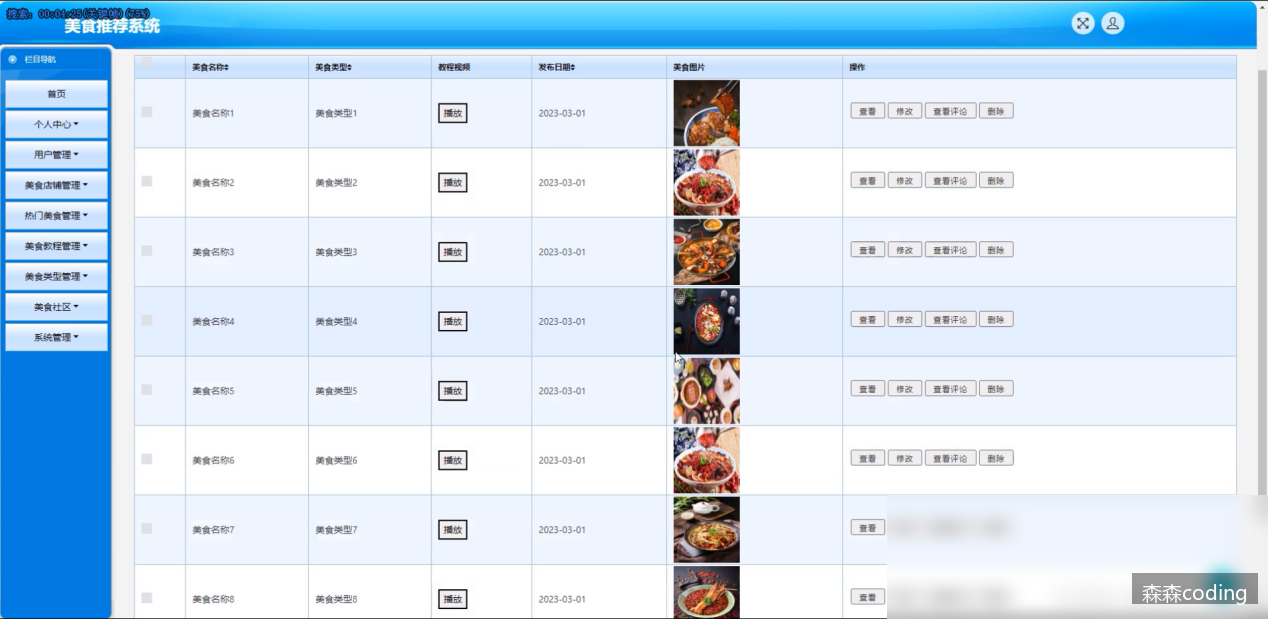 搜索: 00:04:25(关键帧) (75%)
美食推荐系统
栏目导航
首页
个人中心
用户管理
美食店铺管理
热门美食管理
美食教程管理
美食类型管理
美食社区
系统管理
美食名称 美食类型 教程视频 发布日期 美食图片 操作
美食名称1 美食类型1 播放 2023-03-01 查看 修改 查看评论 删除
美食名称2 美食类型2 播放 2023-03-01 查看 修改 查看评论 删除
美食名称3 美食类型3 播放 2023-03-01 查看 修改 查看评论 删除
美食名称4 美食类型4 播放 2023-03-01 查看 修改 查看评论 删除
美食名称5 美食类型5 播放 2023-03-01 查看 修改 查看评论 删除
美食名称6 美食类型6 播放 2023-03-01 查看 修改 查看评论 删除
美食名称7 美食类型7 播放 2023-03-01 查看
美食名称8 美食类型8 播放 2023-03-01 查看
森森coding